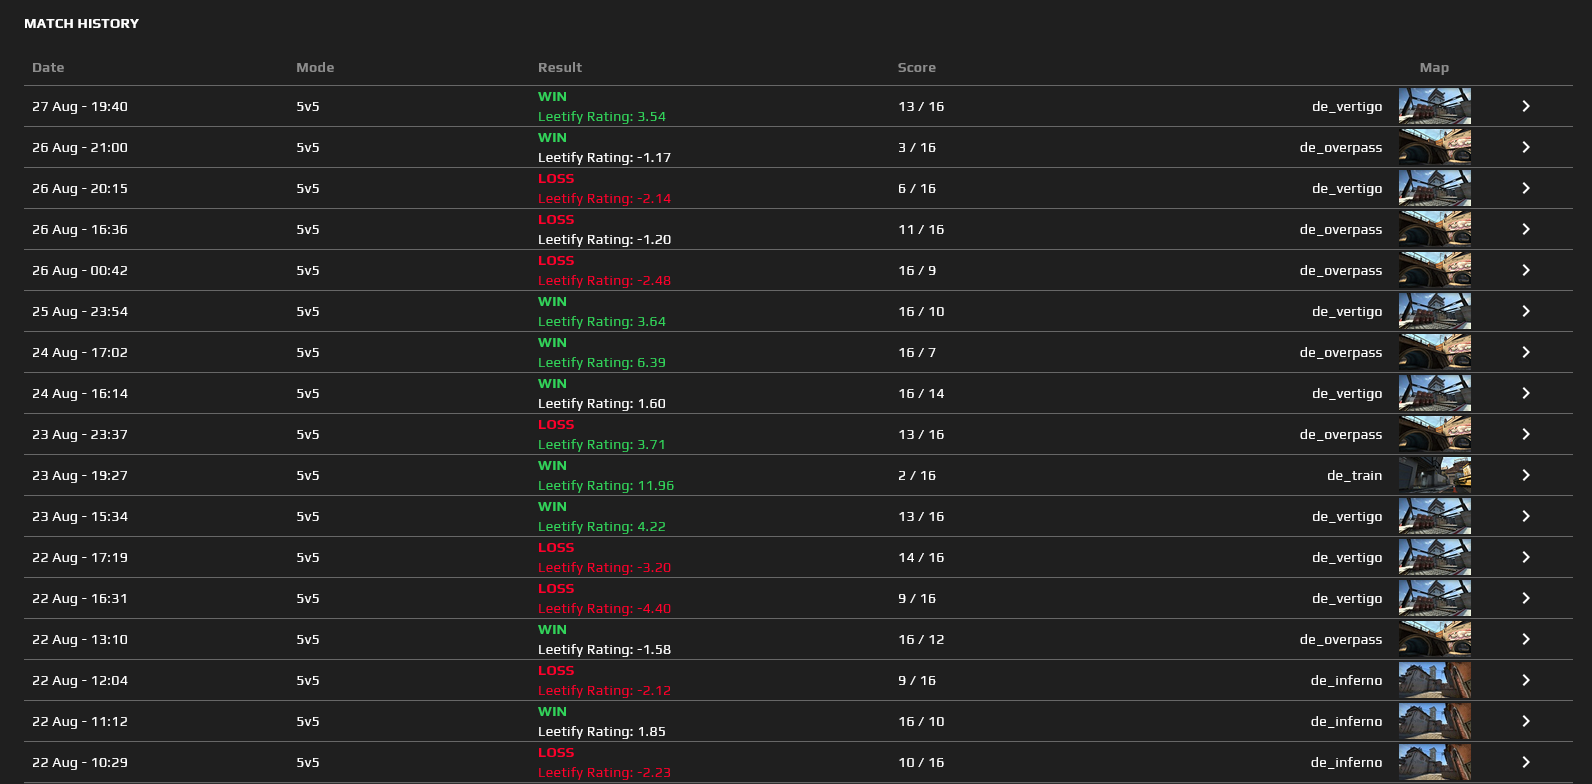 MATCH HISTORY
Date Mode Result Score Map
27 Aug - 19:40 5v5 WIN 13 / 16 de_vertigo
Leetify Rating: 3.54
26 Aug - 21:00 5v5 WIN 3 / 16 de_overpass
Leetify Rating: -1.17
26 Aug - 20:15 5v5 LOSS 6 / 16 de_vertigo
Leetify Rating: -2.14
26 Aug - 16:36 5v5 LOSS 11 / 16 de_overpass
Leetify Rating: -1.20
26 Aug - 00:42 5v5 LOSS 16 / 9 de_overpass
Leetify Rating: -2.48
25 Aug - 23:54 5v5 WIN 16 / 10 de_vertigo
Leetify Rating: 3.64
24 Aug - 17:02 5v5 WIN 16 / 7 de_overpass
Leetify Rating: 6.39
24 Aug - 16:14 5v5 WIN 16 / 14 de_vertigo
Leetify Rating: 1.60
23 Aug - 23:37 5v5 LOSS 13 / 16 de_overpass
Leetify Rating: 3.71
23 Aug - 19:27 5v5 WIN 2 / 16 de_train
Leetify Rating: 11.96
23 Aug - 15:34 5v5 WIN 13 / 16 de_vertigo
Leetify Rating: 4.22
22 Aug - 17:19 5v5 LOSS 14 / 16 de_vertigo
Leetify Rating: -3.20
22 Aug - 16:31 5v5 LOSS 9 / 16 de_vertigo
Leetify Rating: -4.40
22 Aug - 13:10 5v5 WIN 16 / 12 de_overpass
Leetify Rating: -1.58
22 Aug - 12:04 5v5 LOSS 9 / 16 de_inferno
Leetify Rating: -2.12
22 Aug - 11:12 5v5 WIN 16 / 10 de_inferno
Leetify Rating: 1.85
22 Aug - 10:29 5v5 LOSS 10 / 16 de_inferno
Leetify Rating: -2.23